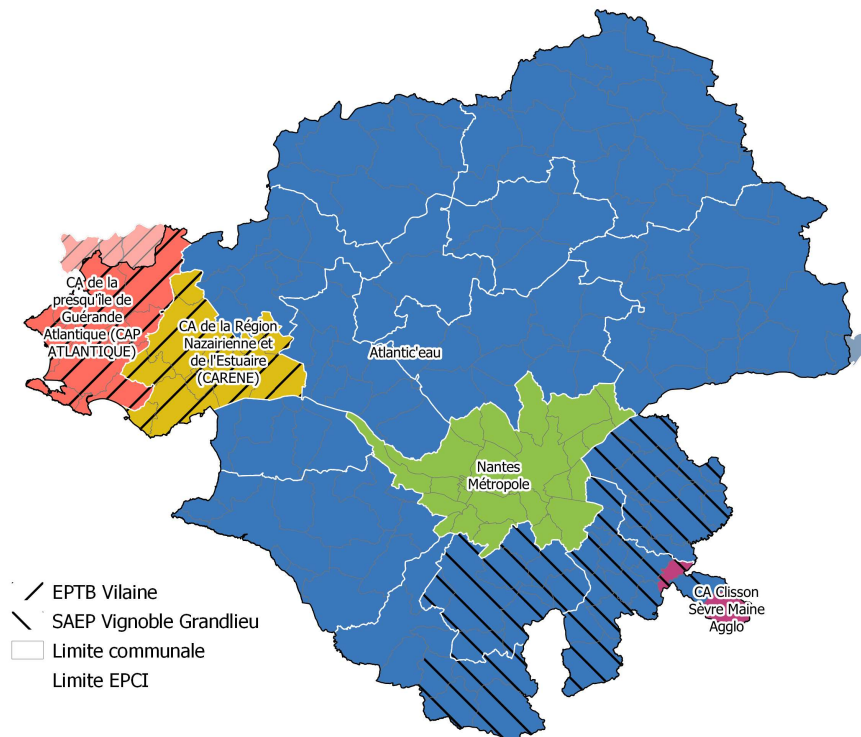 CA de la
presqu'île de
Guérande
Atlantique (CAP
ATLANTIQUE)
CA de la Région
Nazairienne et
de l'Estuaire
(CARENE)
Atlantic'eau
Nantes
Métropole
CA Clisson
Sèvre Maine
Agglo
EPTB Vilaine
SAEP Vignoble Grandlieu
Limite communale
Limite EPCI